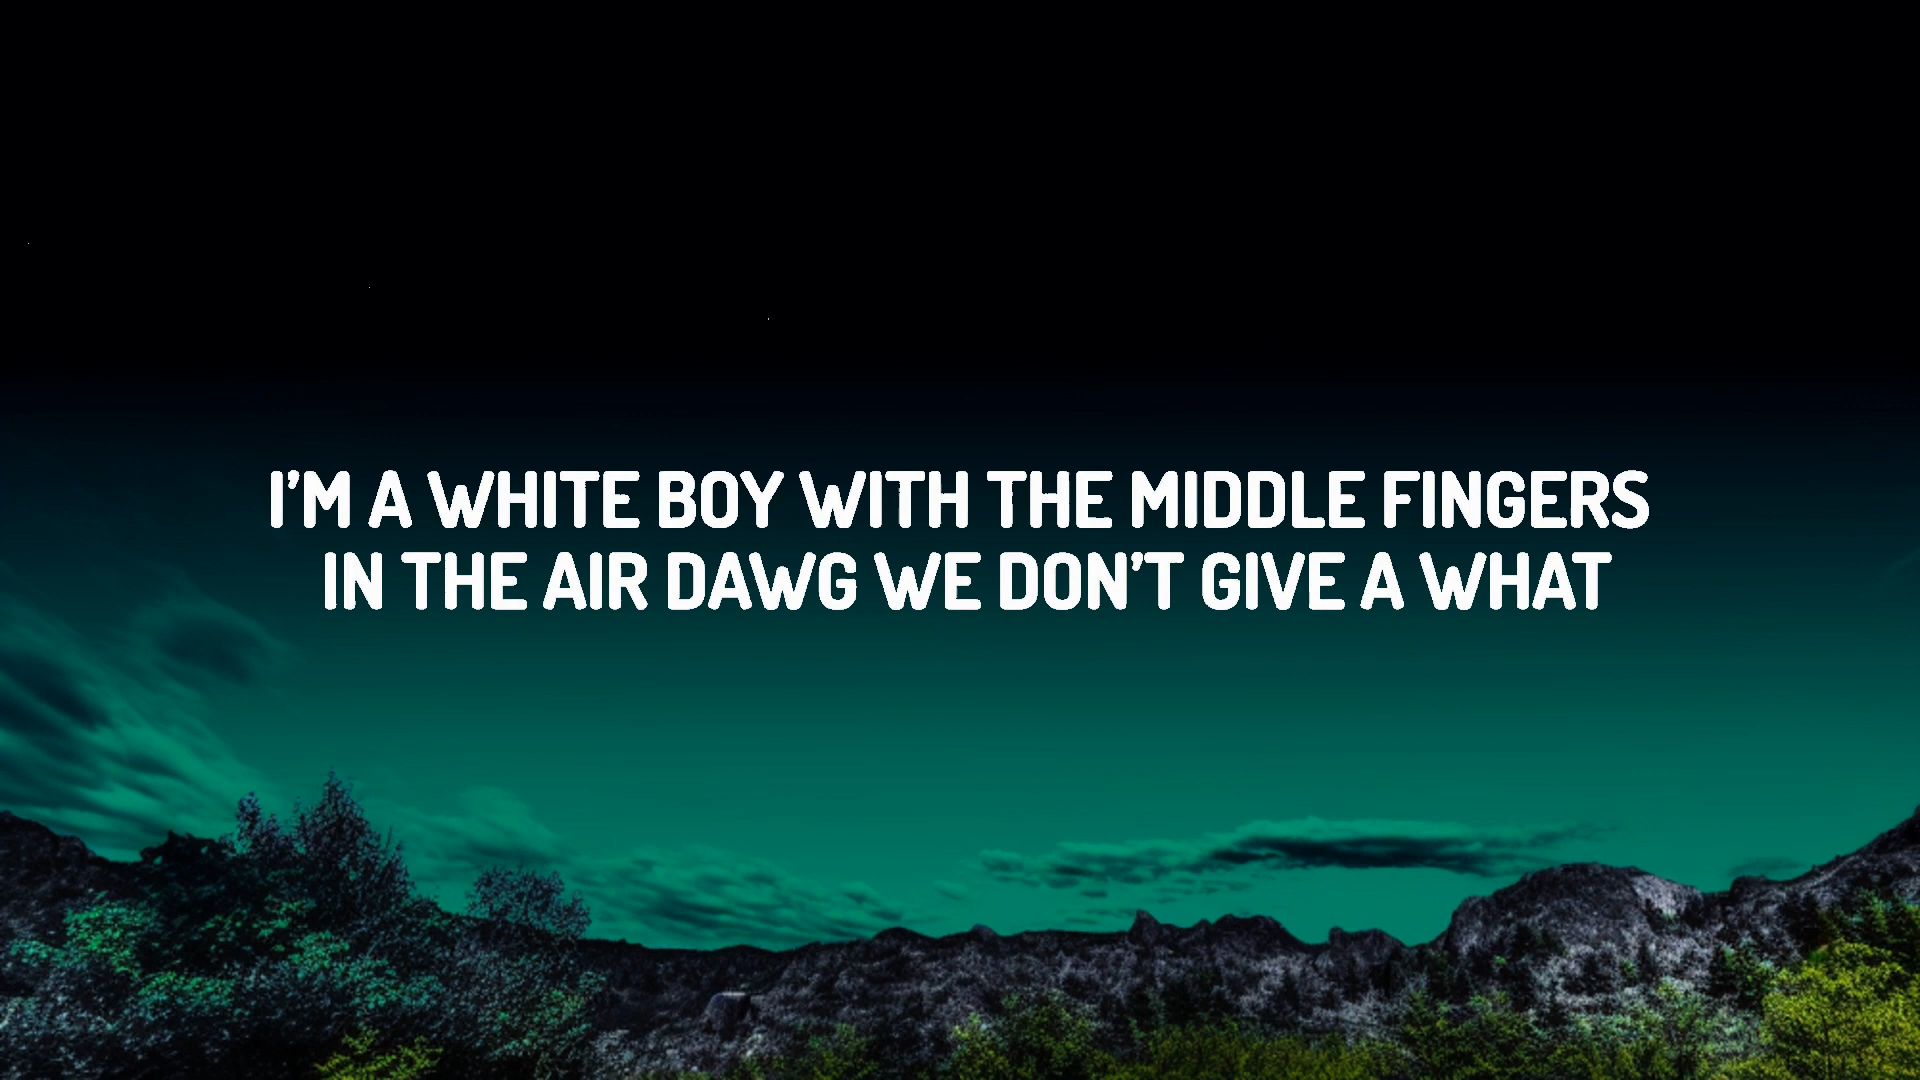 I'M A WHITE BOY WITH THE MIDDLE FINGERS
IN THE AIR DAWG WE DON'T GIVE A WHAT